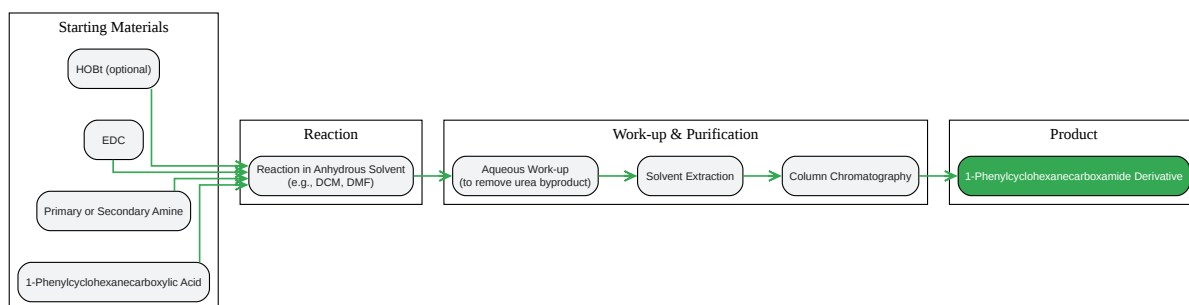 Starting Materials
HOBt (optional)
EDC
Primary or Secondary Amine
1-Phenylcyclohexanecarboxylic Acid
Reaction
Reaction in Anhydrous Solvent
(e.g., DCM, DMF)
Work-up & Purification
Aqueous Work-up
(to remove urea byproduct)
Solvent Extraction
Column Chromatography
Product
1-Phenylcyclohexanecarboxamide Derivative